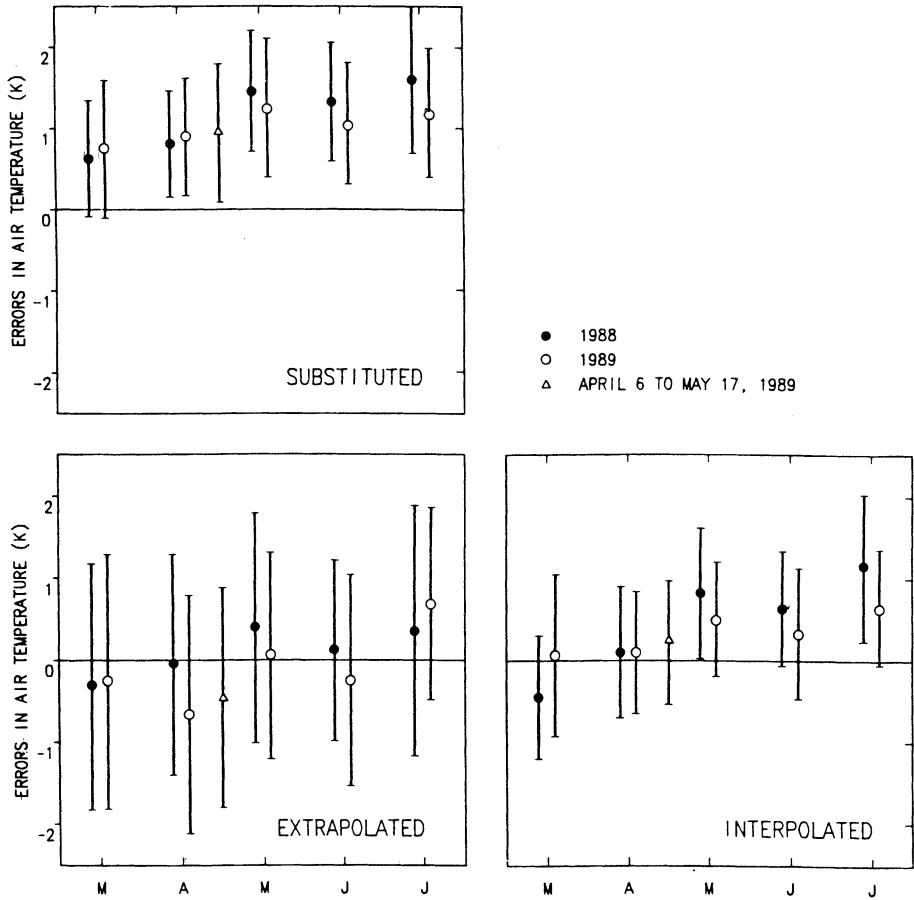 ERRORS IN AIR TEMPERATURE (K)
2
1
0
-1
-2
SUBSTITUTED
1988
1989
APRIL 6 TO MAY 17, 1989
ERRORS IN AIR TEMPERATURE (K)
2
1
0
-1
-2
EXTRAPOLATED
M A M J J
INTERPOLATED
M A M J J